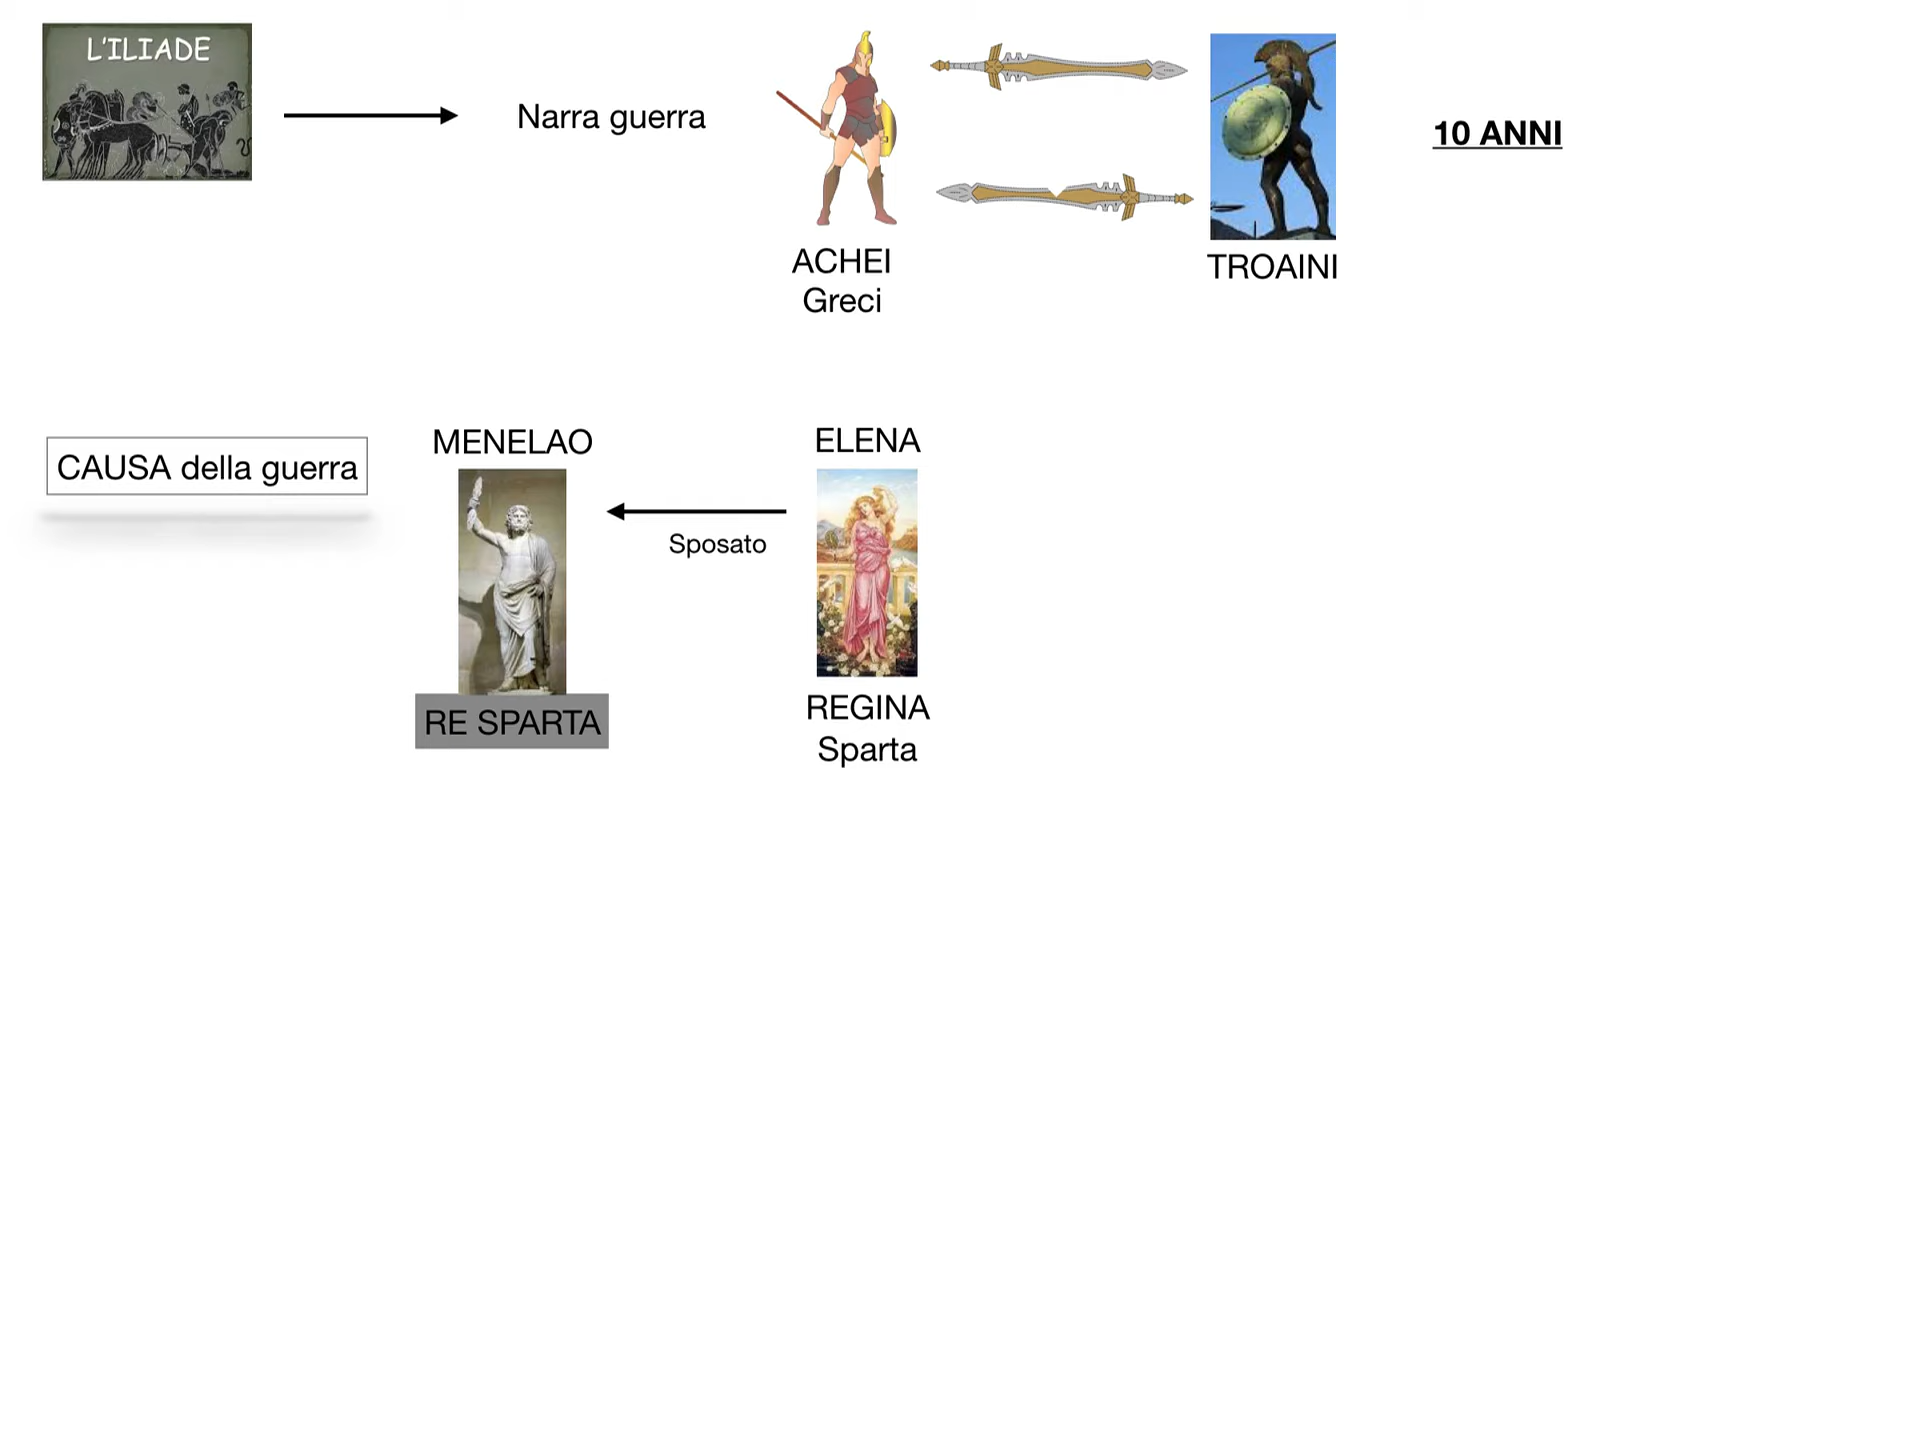 L'ILIADE
Narra guerra
10 ANNI
ACHEI
Greci
TROAINI
CAUSA della guerra
MENELAO
ELENA
Sposato
RE SPARTA
REGINA
Sparta